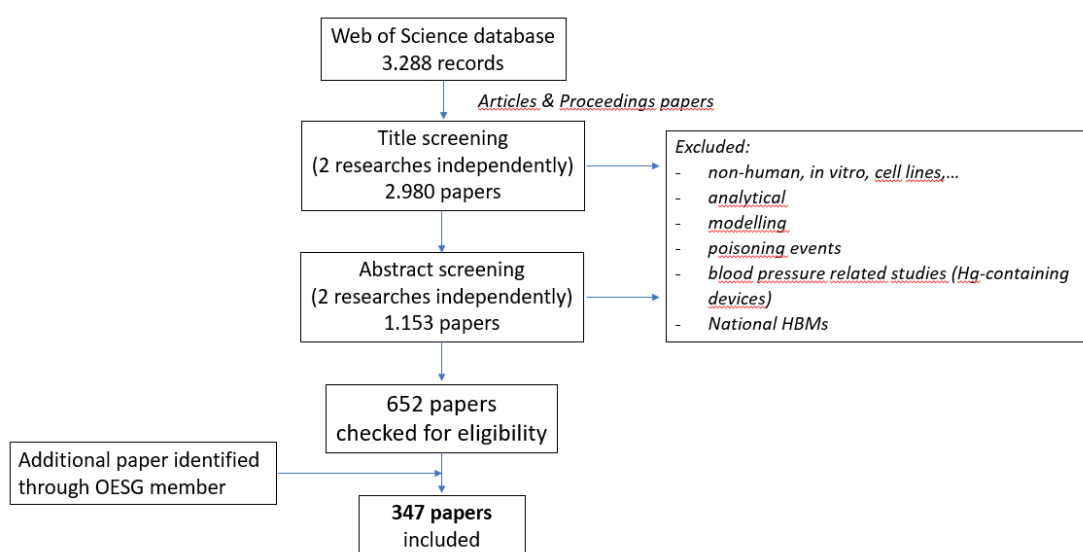 Web of Science database
3.288 records
Articles & Proceedings papers
Title screening
(2 researches independently)
2.980 papers
Excluded:
- non-human, in vitro, cell lines,...
- analytical
- modelling
- poisoning events
- blood pressure related studies (Hg-containing
devices)
- National HBMs
Abstract screening
(2 researches independently)
1.153 papers
652 papers
checked for eligibility
Additional paper identified
through OESG member
347 papers
included